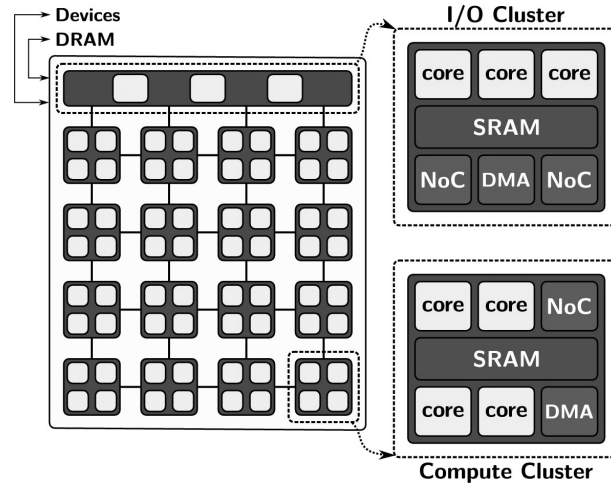 Devices
DRAM
I/O Cluster
core core core
SRAM
NoC DMA NoC
core core NoC
SRAM
core core DMA
Compute Cluster